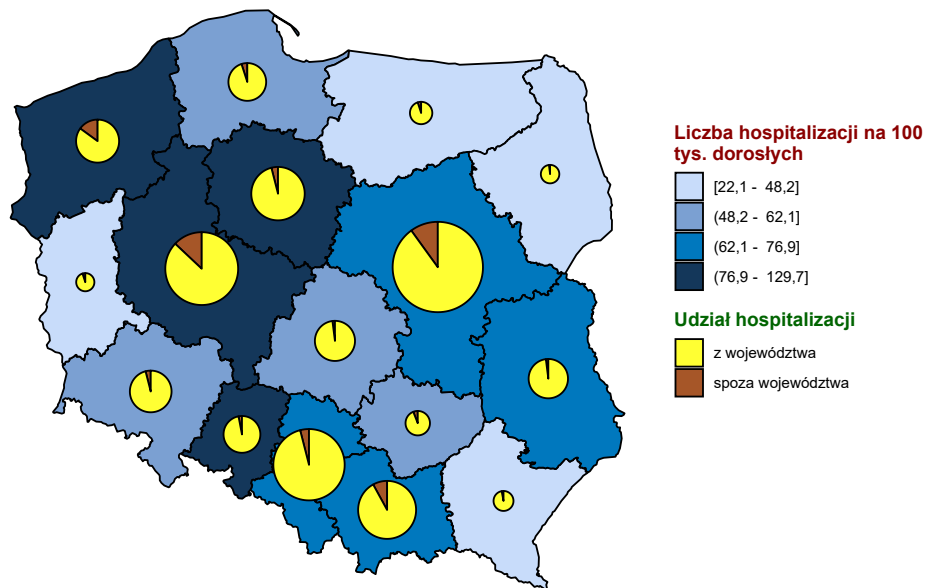 Liczba hospitalizacji na 100
tys. dorosłych
[22,1 - 48,2]
(48,2 - 62,1]
(62,1 - 76,9]
(76,9 - 129,7]
Udział hospitalizacji
z województwa
spoza województwa